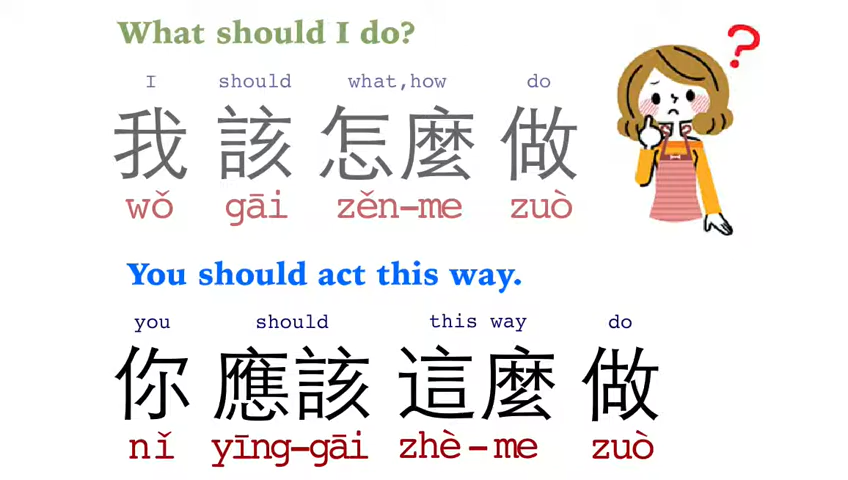 What should I do?
?
I should what,how do
我 該 怎麼 做
wǒ gāi zěn-me zuò
You should act this way.
you should this way do
你 應該 這麼 做
nǐ yīng-gāi zhè-me zuò